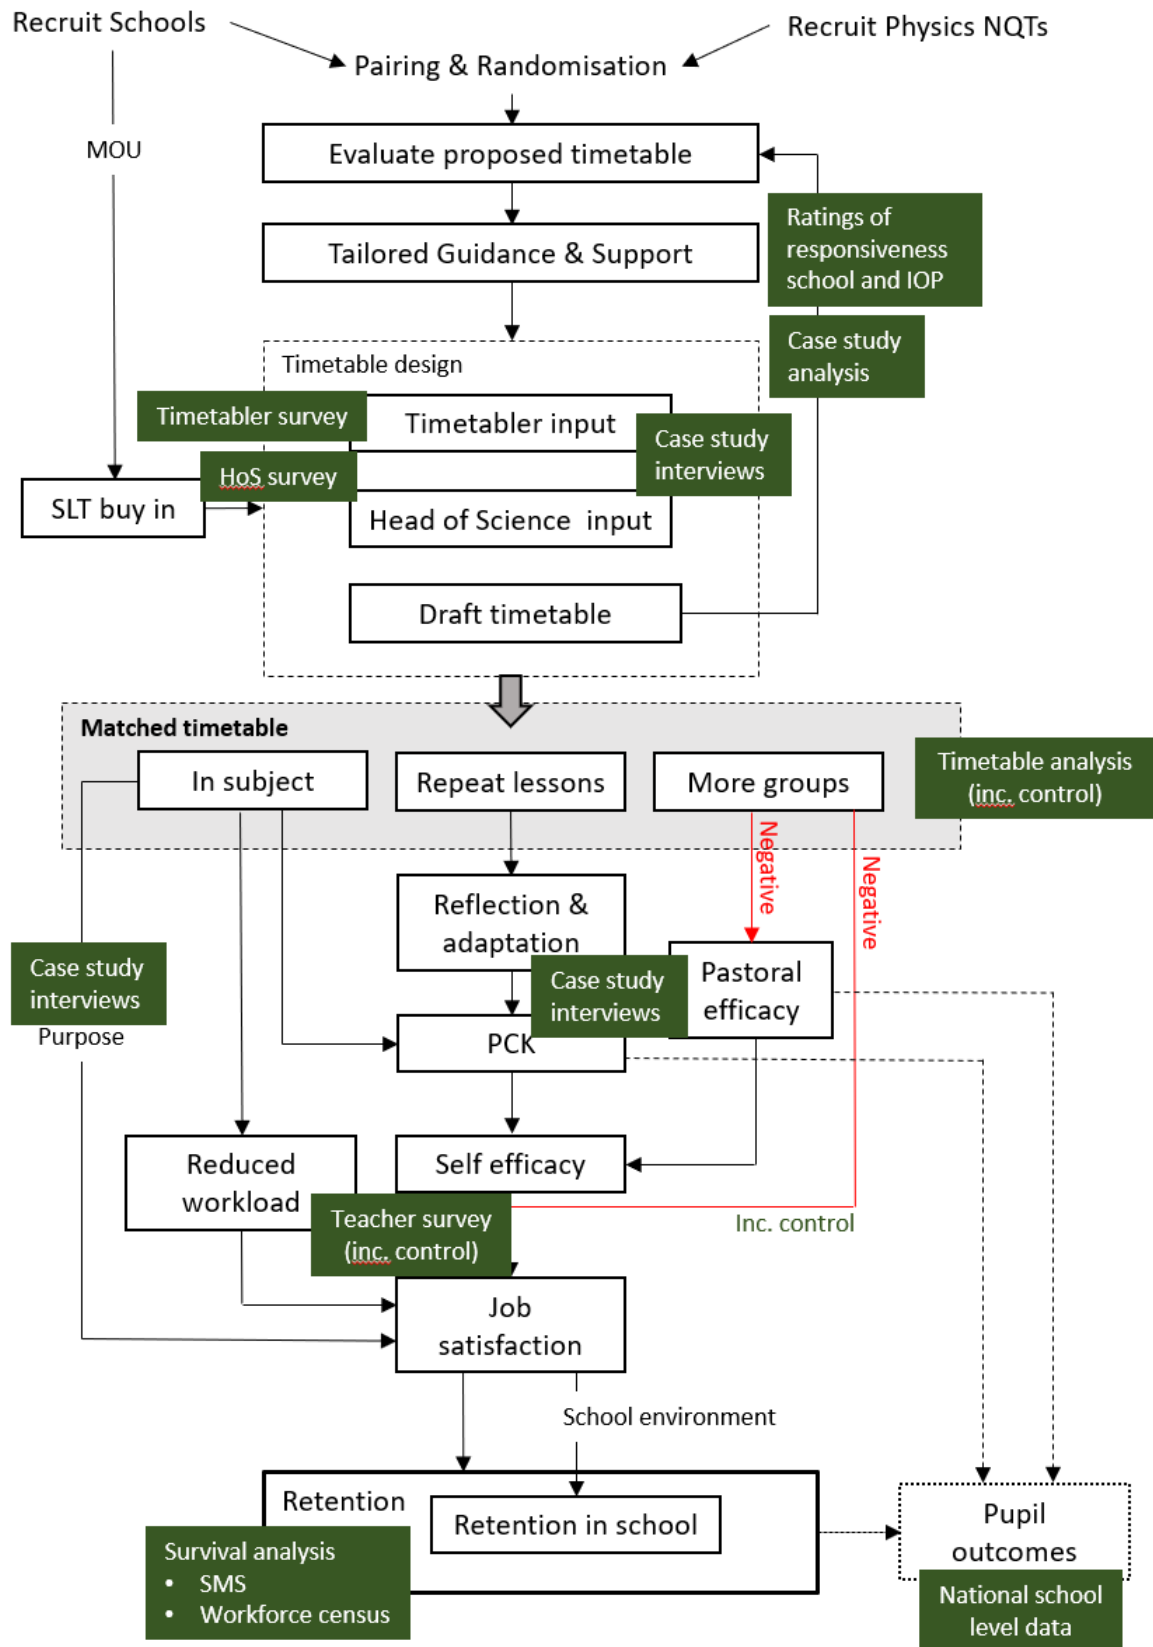 Recruit Schools
Recruit Physics NQTs
Pairing & Randomisation
MOU
Evaluate proposed timetable
Ratings of
responsiveness
school and IOP
Tailored Guidance & Support
Case study
analysis
Timetable design
Timetabler survey
Timetabler input
Case study
interviews
HoS survey
SLT buy in
Head of Science  input
Draft timetable
Matched timetable
In subject
Repeat lessons
More groups
Timetable analysis
(inc. control)
Negative
Negative
Reflection &
adaptation
Case study
interviews
Purpose
Case study
interviews
Pastoral
efficacy
PCK
Reduced
workload
Self efficacy
Teacher survey
(inc. control)
Inc. control
Job
satisfaction
School environment
Retention
Retention in school
Survival analysis
• SMS
• Workforce census
Pupil
outcomes
National school
level data